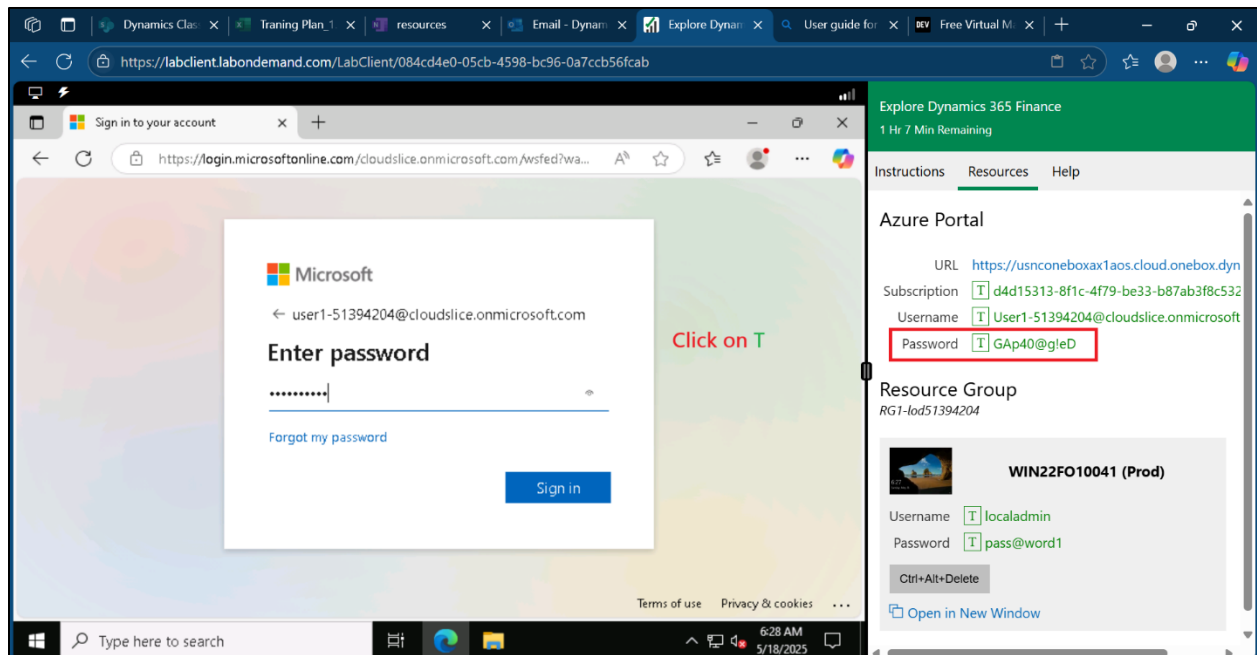 Dynamics Clas
Traning Plan_1.
resources
Email - Dynam
Explore Dynam
User guide for
DEV Free Virtual Ma
https://labclient.labondemand.com/LabClient/084cd4e0-05cb-4598-bc96-0a7ccb56fcab
Sign in to your account
https://login.microsoftonline.com/cloudslice.onmicrosoft.com/wsfed?wa...
Microsoft
← user1-51394204@cloudslice.onmicrosoft.com
Enter password
••••••••••
Forgot my password
Sign in
Click on T
Terms of use Privacy & cookies ...
Type here to search
6:28 AM
5/18/2025
Explore Dynamics 365 Finance
1 Hr 7 Min Remaining
Instructions Resources Help
Azure Portal
URL https://usnconeboxax1aos.cloud.onebox.dyn
Subscription T d4d15313-8f1c-4f79-be33-b87ab3f8c532
Username T User1-51394204@cloudslice.onmicrosoft
Password T GAp40@g!eD
Resource Group
RG1-lod51394204
WIN22FO10041 (Prod)
Username T localadmin
Password T pass@word1
Ctrl+Alt+Delete
Open in New Window